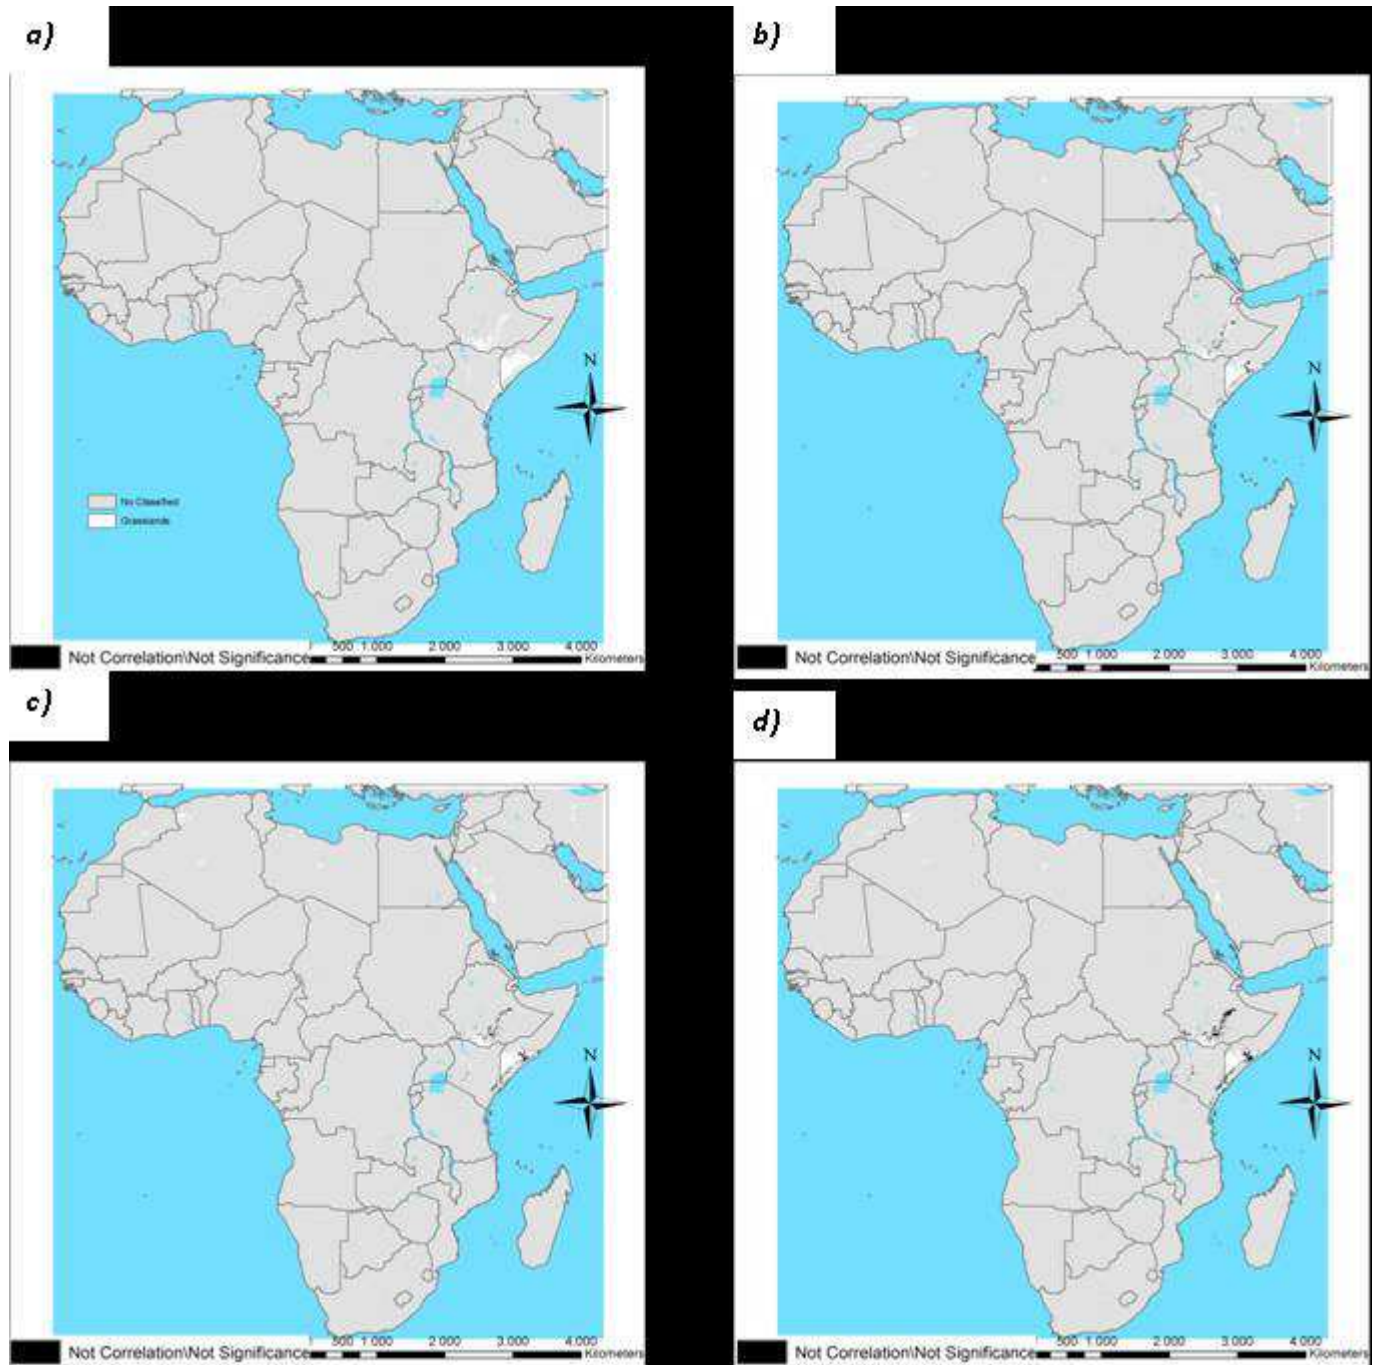 a)
N
No Classified
Grasslands
500 1 000 2 000 3 000 4 000
Kilometers
Not Correlation\Not Significance
b)
N
500 1 000 2 000 3 000 4 000
Kilometers
Not Correlation\Not Significance
c)
N
500 1 000 2 000 3 000 4 000
Kilometers
Not Correlation\Not Significance
d)
N
500 1 000 2 000 3 000 4 000
Kilometers
Not Correlation\Not Significance